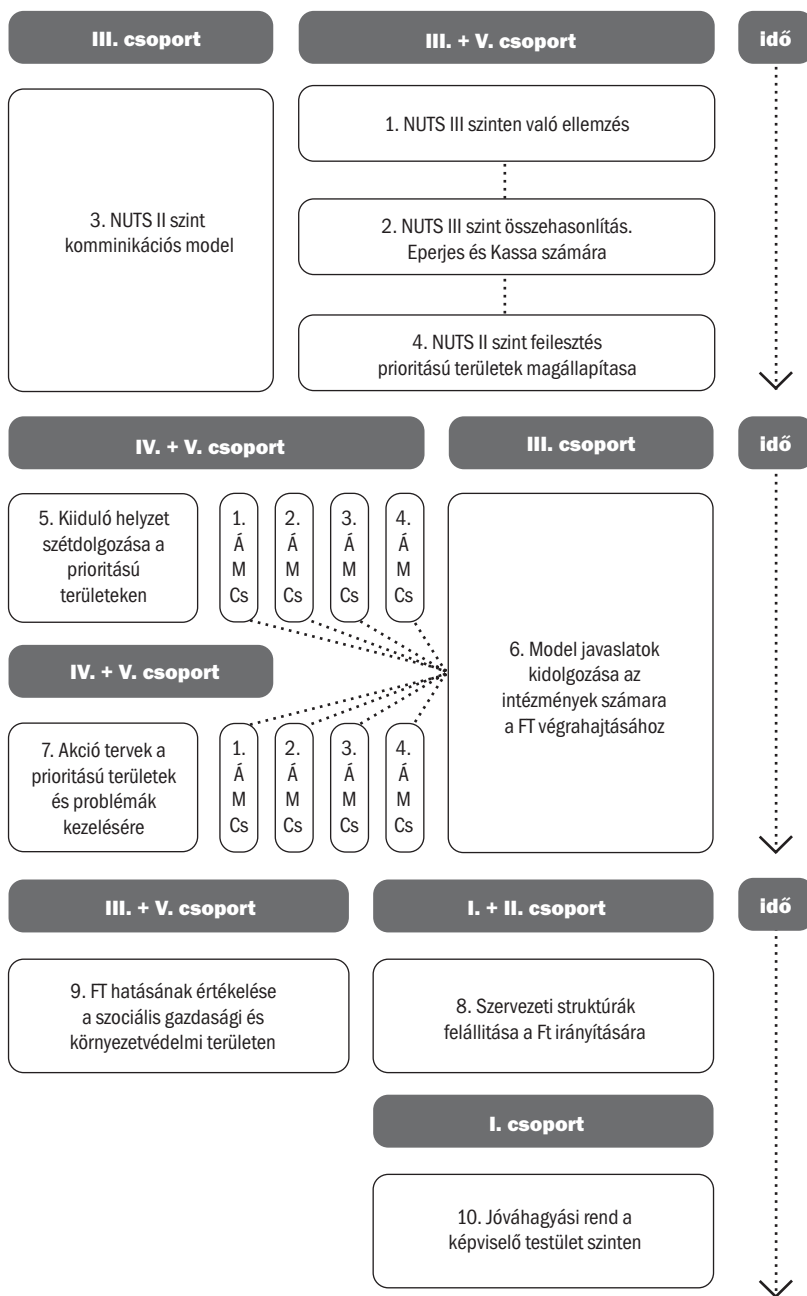 III. csoport
III. + V. csoport
idő
3. NUTS II szint
komminikációs model
1. NUTS III szinten való ellemzés
2. NUTS III szint összehasonlítás.
Eperjes és Kassa számára
4. NUTS II szint feilesztés
prioritású területek magállapítasa
IV. + V. csoport
III. csoport
idő
5. Kiiduló helyzet
szétdolgozása a
prioritású
területeken
1.
Á
M
Cs
2.
Á
M
Cs
3.
Á
M
Cs
4.
Á
M
Cs
6. Model javaslatok
kidolgozása az
intézmények számara
a FT végrahajtásához
IV. + V. csoport
7. Akció tervek a
prioritású területek
és problémák
kezelésére
1.
Á
M
Cs
2.
Á
M
Cs
3.
Á
M
Cs
4.
Á
M
Cs
III. + V. csoport
I. + II. csoport
idő
9. FT hatásának értékelése
a szociális gazdasági és
környezetvédelmi területen
8. Szervezeti struktúrák
felállitása a Ft irányítására
I. csoport
10. Jóváhagyási rend a
képviselő testület szinten